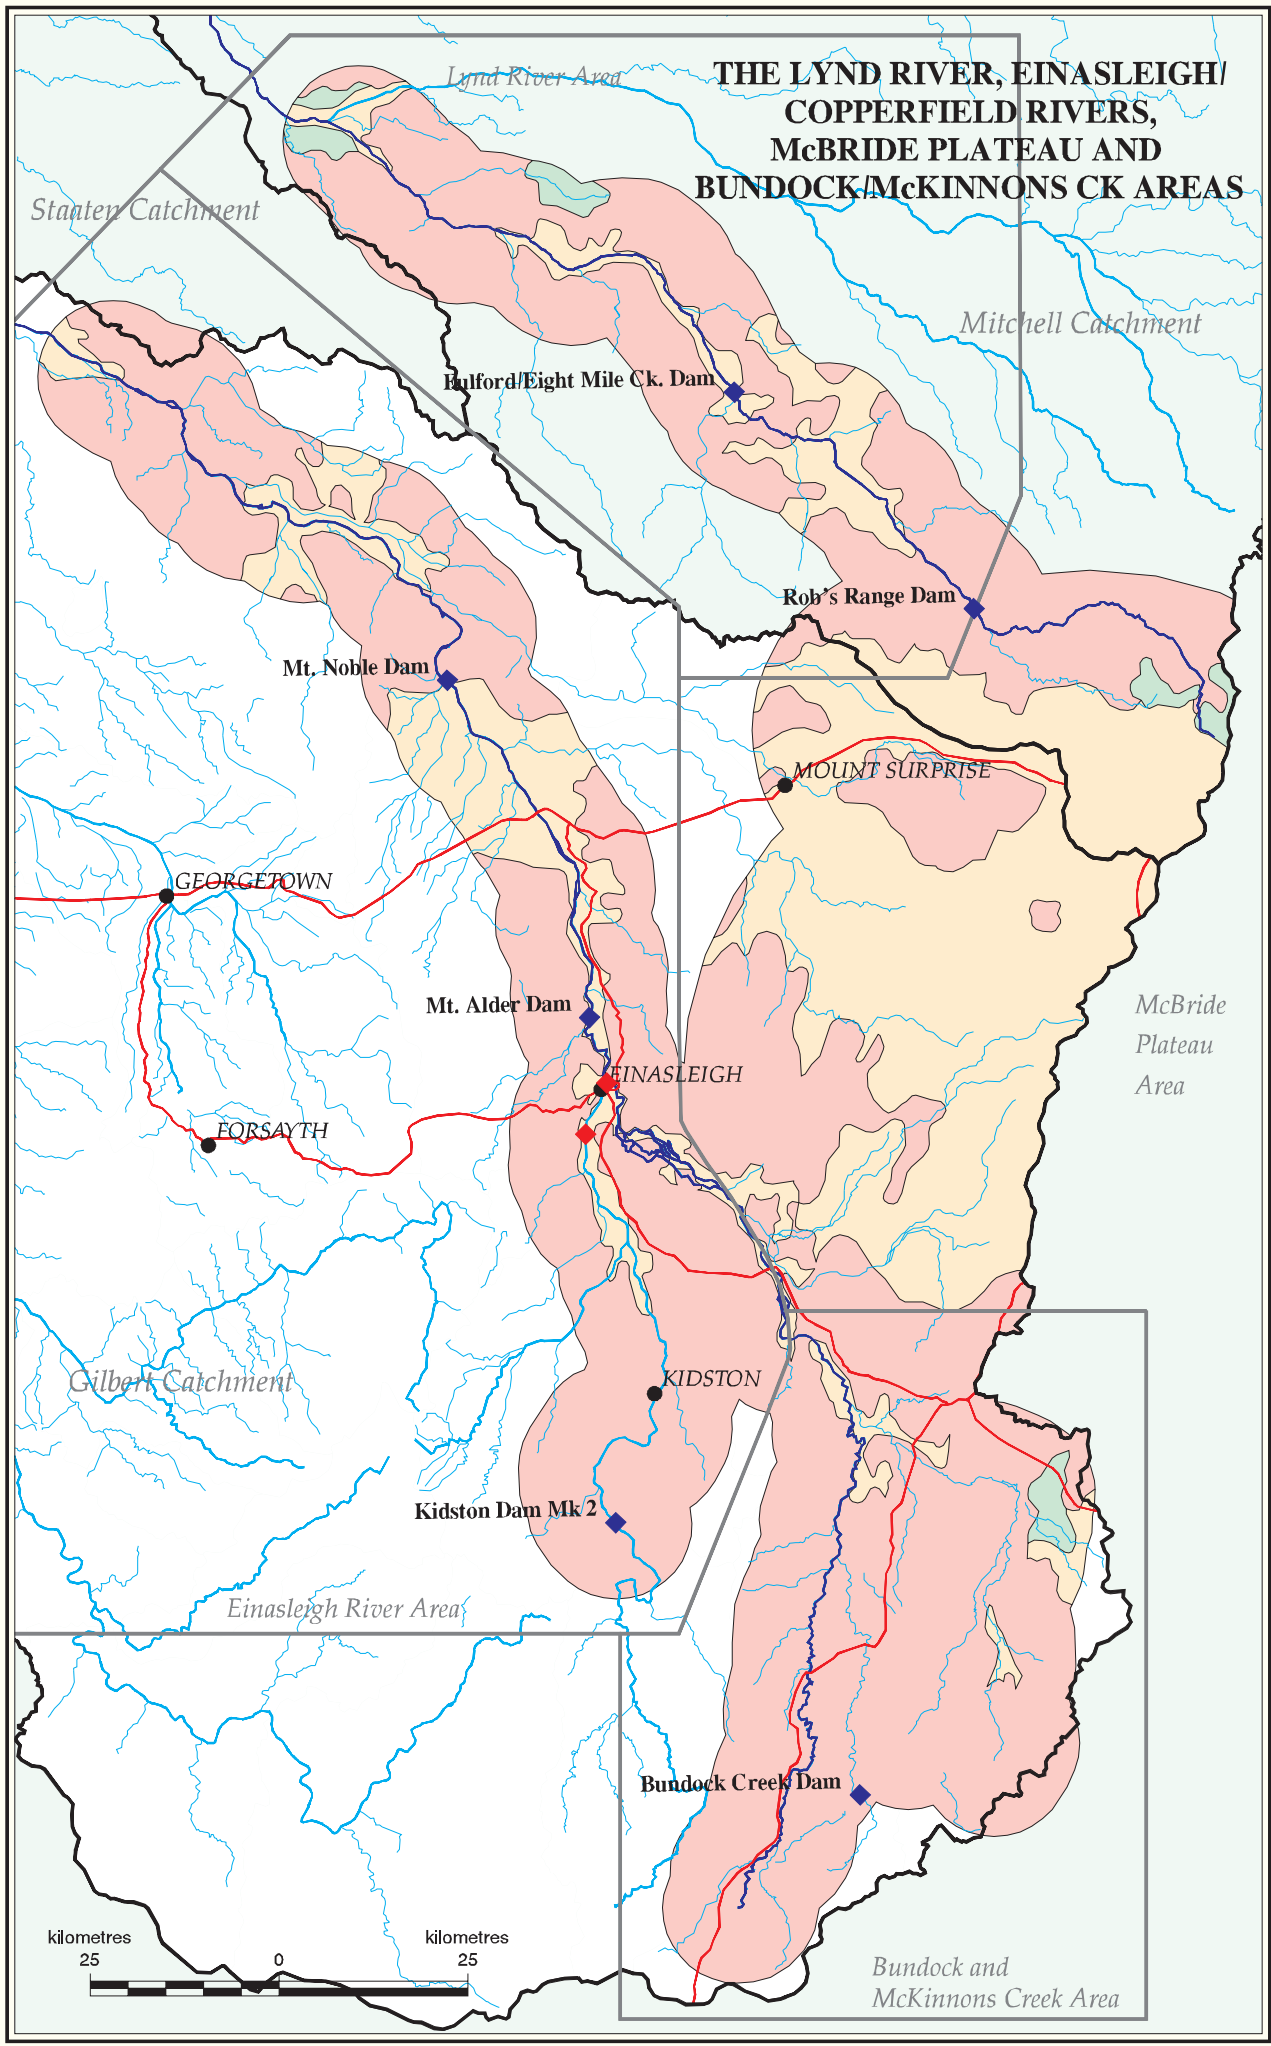 Lynd River Area
THE LYND RIVER, EINASLEIGH/
COPPERFIELD RIVERS,
McBRIDE PLATEAU AND
BUNDOCK/McKINNONS CK AREAS
Staaten Catchment
Mitchell Catchment
Fulford/Eight Mile Ck. Dam
Rob's Range Dam
Mt. Noble Dam
MOUNT SURPRISE
GEORGETOWN
Mt. Alder Dam
McBride
Plateau
Area
EINASLEIGH
FORSAYTH
KIDSTON
Gilbert Catchment
Kidston Dam Mk 2
Einasleigh River Area
Bundock Creek Dam
kilometres kilometres
25 0 25
Bundock and
McKinnons Creek Area